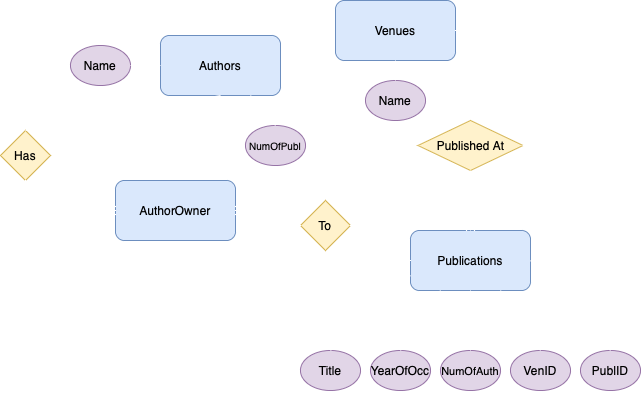 Venues
Authors
Name
Name
NumOfPubl
Published At
Has
AuthorOwner
To
Publications
Title
YearOfOcc
NumOfAuth
VenID
PublID